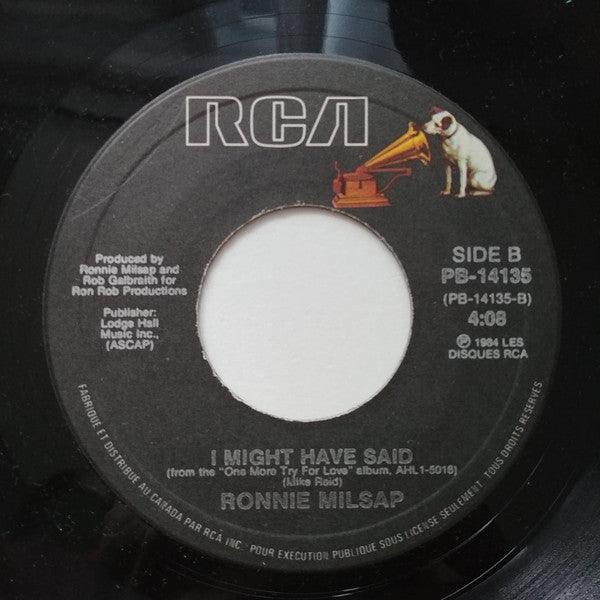 RCA
SIDE B
PB-14135
(PB-14135-B)
4:08
℗ 1984 LES
DISQUES RCA
Produced by
Ronnie Milsap and
Rob Galbraith for
Ron Rob Productions
Publisher:
Lodge Hall
Music Inc.,
(ASCAP)
I MIGHT HAVE SAID
(from the "One More Try For Love" album, AHL1-5016)
(Mike Reid)
RONNIE MILSAP
FABRIQUE ET DISTRIBUE AU CANADA PAR RCA INC. POUR EXECUTION PUBLIQUE SOUS LICENSE SEULEMENT. TOUS DROITS RESERVES.